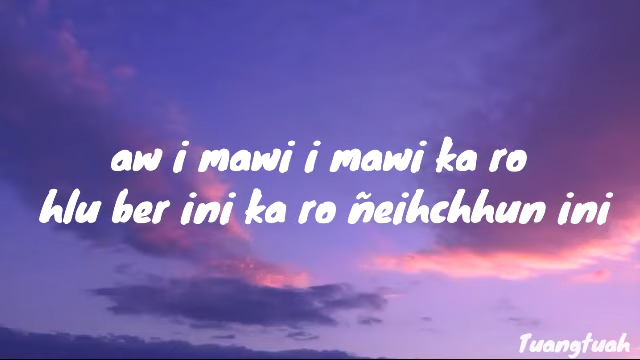 aw i mawi i mawi ka ro
hlu ber ini ka ro ñeihchhun ini
Tuangtuah